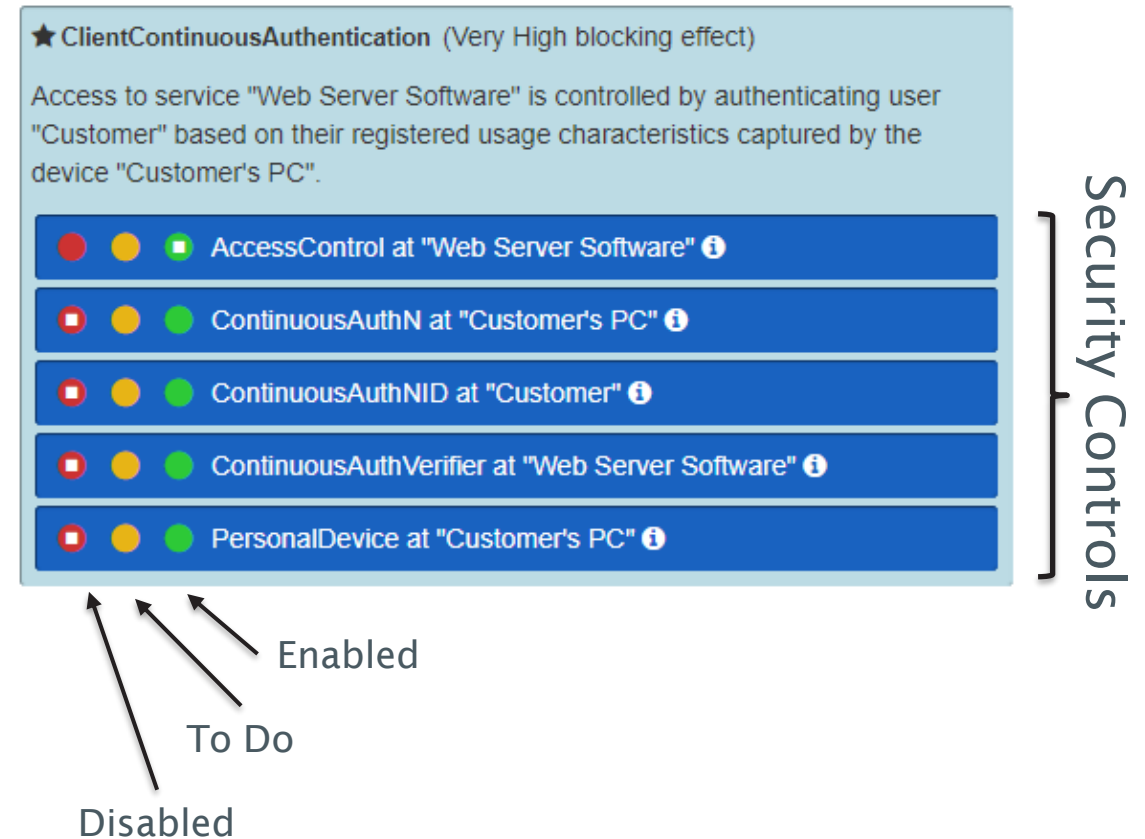 ★ ClientContinuousAuthentication (Very High blocking effect)
Access to service "Web Server Software" is controlled by authenticating user
"Customer" based on their registered usage characteristics captured by the
device "Customer's PC".
AccessControl at "Web Server Software"
ContinuousAuthN at "Customer's PC"
ContinuousAuthNID at "Customer"
ContinuousAuthVerifier at "Web Server Software"
PersonalDevice at "Customer's PC"
Security Controls
Enabled
To Do
Disabled